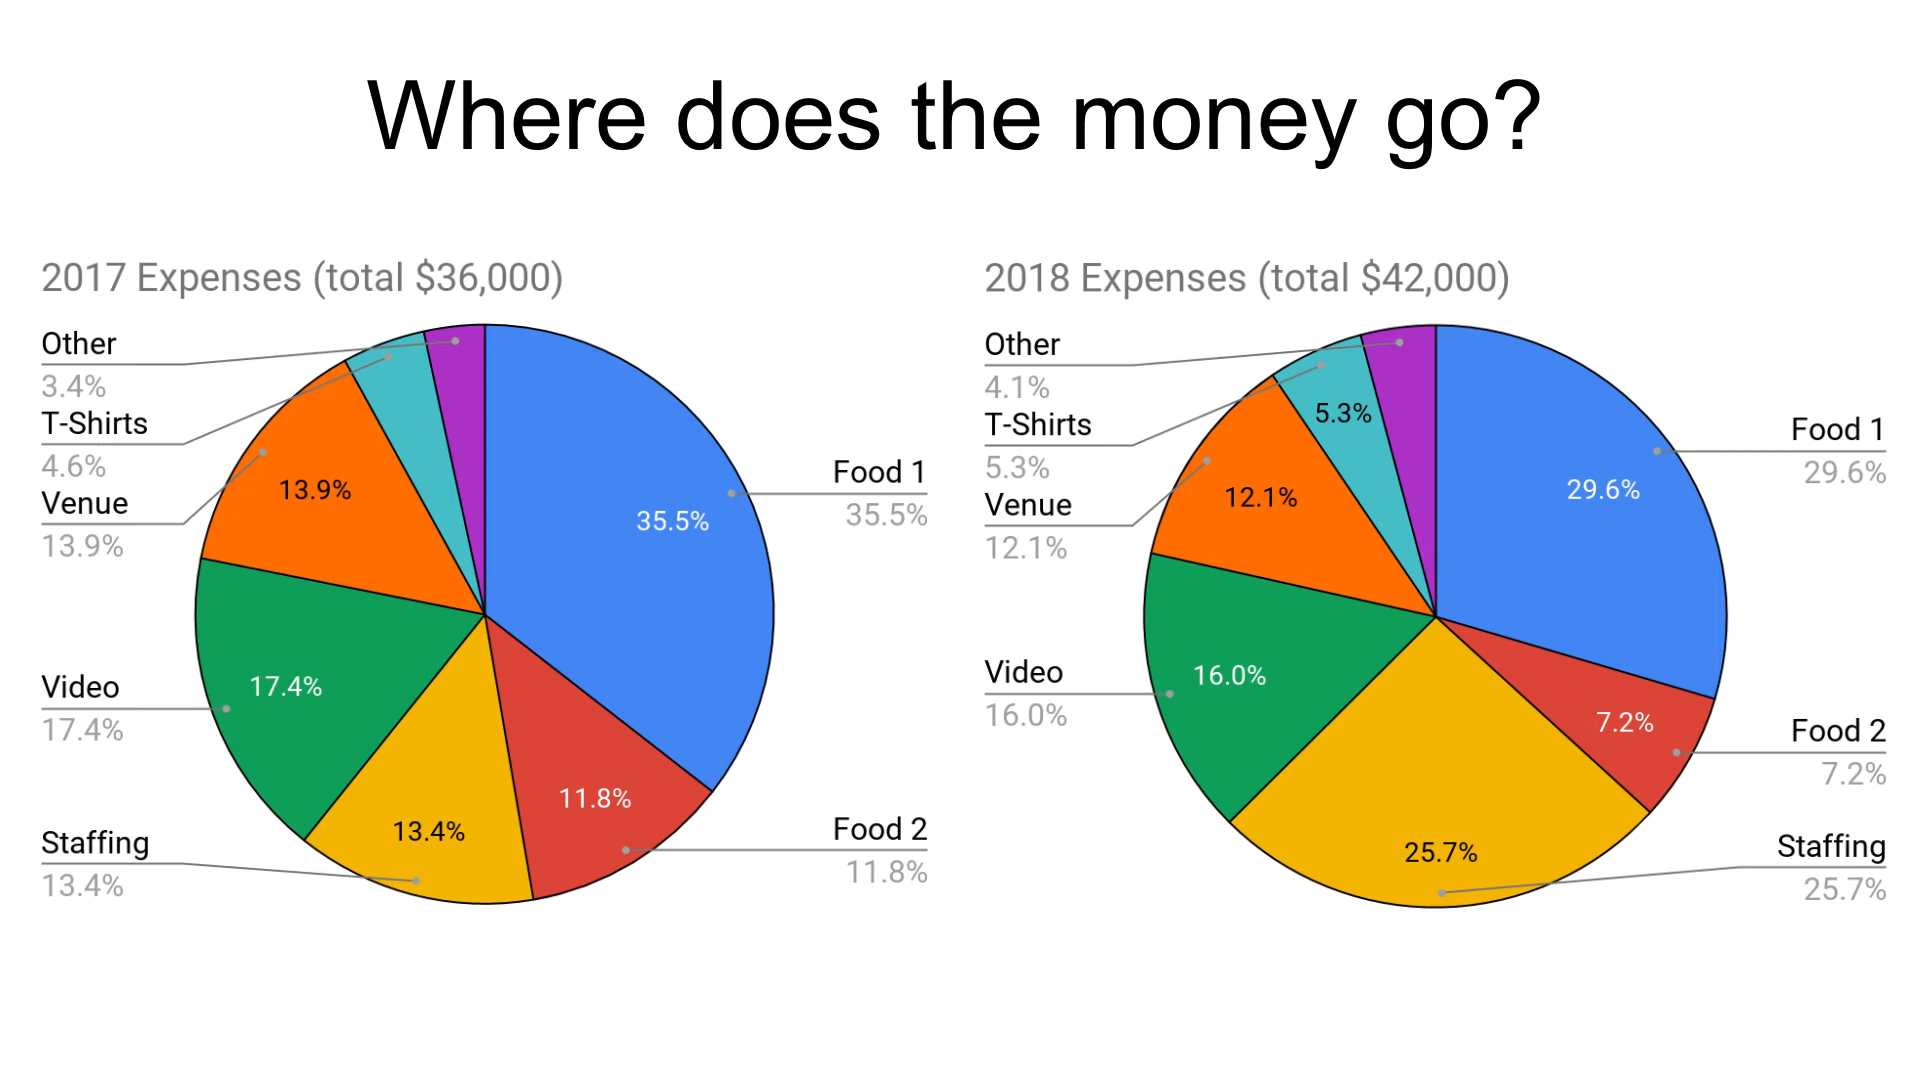 Where does the money go?
2017 Expenses (total $36,000)
Other
3.4%
T-Shirts
4.6%
Venue
13.9%
Video
17.4%
Staffing
13.4%
13.9%
17.4%
13.4%
11.8%
35.5%
Food 1
35.5%
Food 2
11.8%
2018 Expenses (total $42,000)
Other
4.1%
T-Shirts
5.3%
Venue
12.1%
Video
16.0%
5.3%
12.1%
16.0%
25.7%
7.2%
29.6%
Food 1
29.6%
Food 2
7.2%
Staffing
25.7%